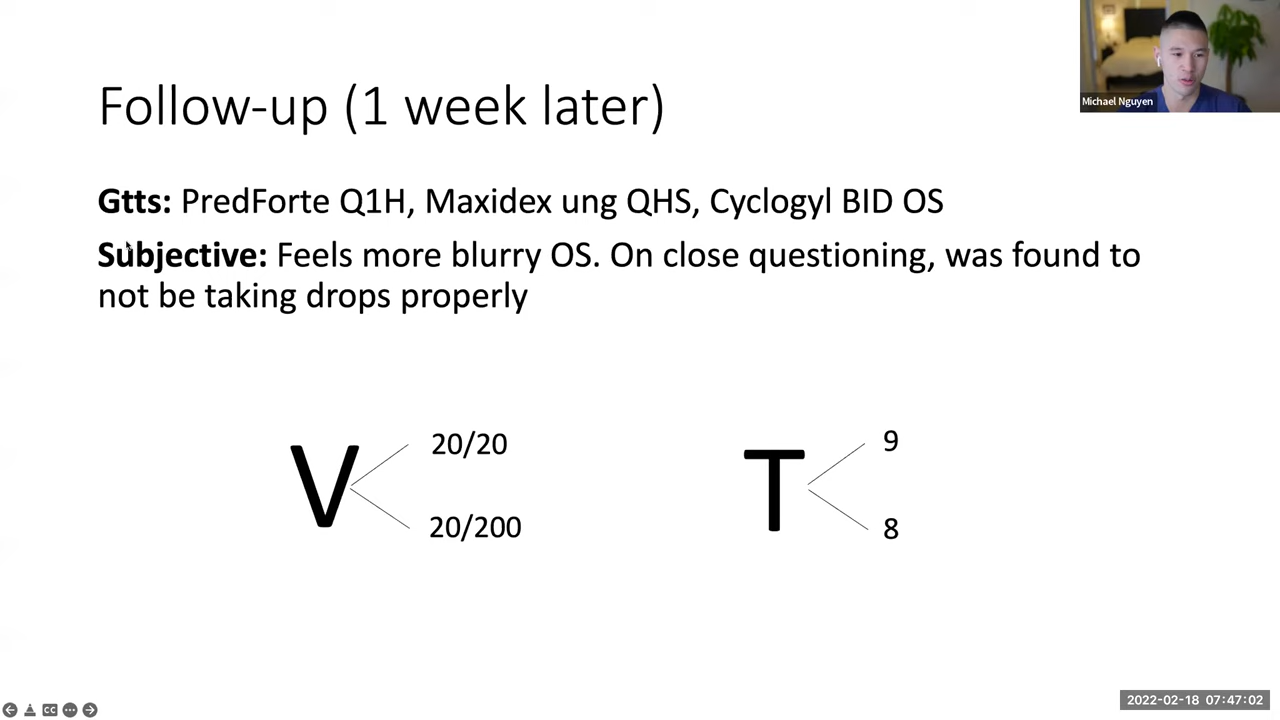 Michael Nguyen
Follow-up (1 week later)
Gtts: PredForte Q1H, Maxidex ung QHS, Cyclogyl BID OS
Subjective: Feels more blurry OS. On close questioning, was found to
not be taking drops properly
V
20/20
20/200
T
9
8
CC
2022-02-18 07:47:02